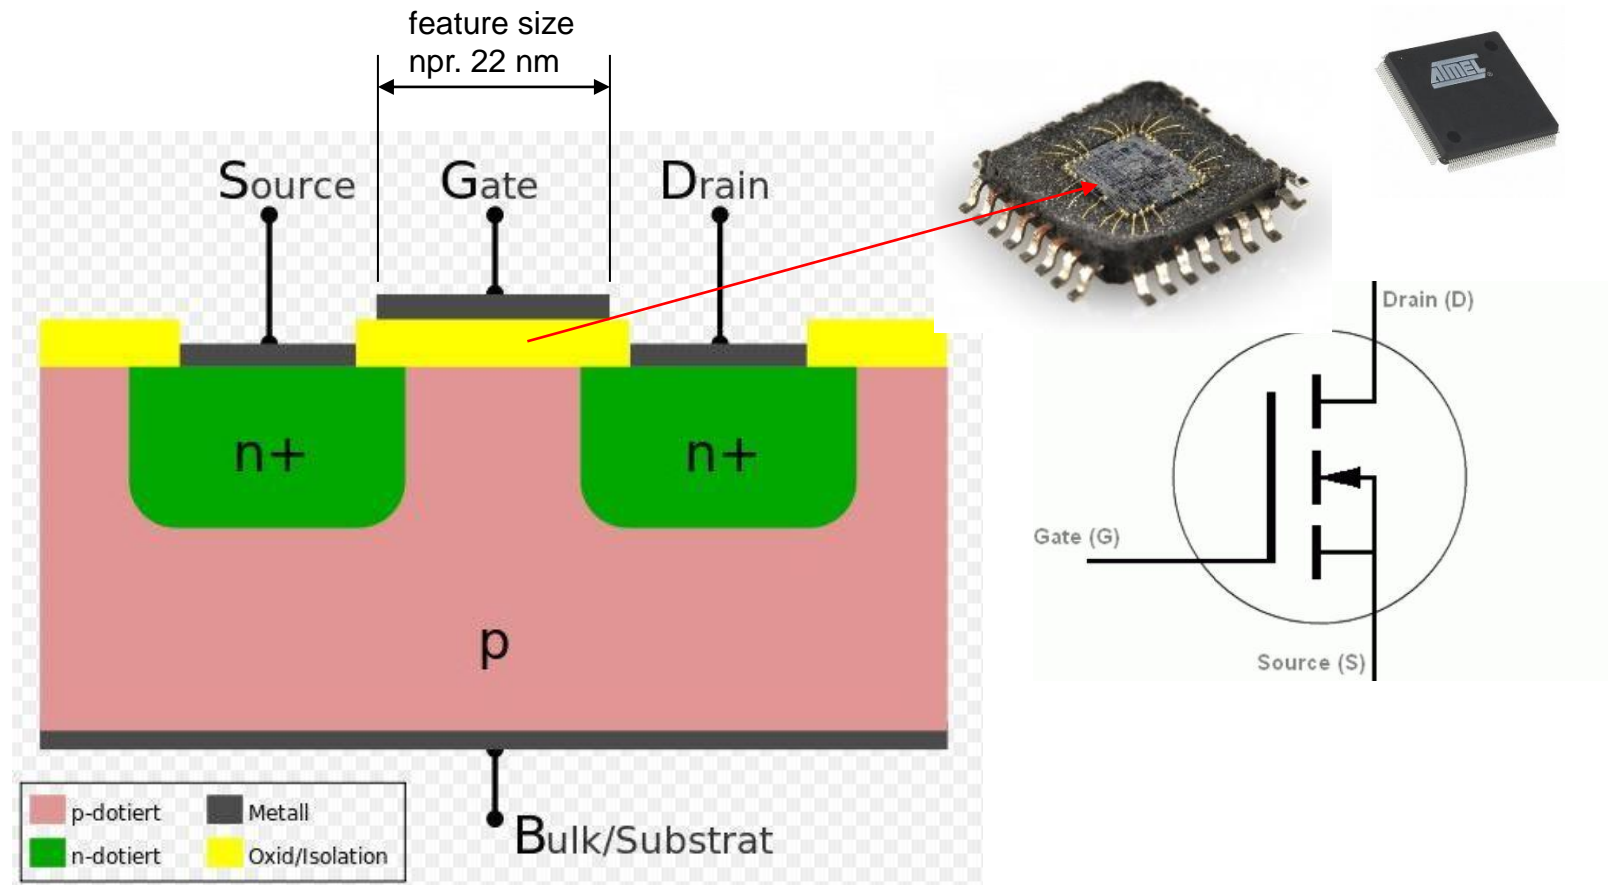 feature size
npr. 22 nm
Source
Gate
Drain
n+
n+
p
Bulk/Substrat
p-dotiert
Metall
n-dotiert
Oxid/Isolation
ATMEL
Drain (D)
Gate (G)
Source (S)